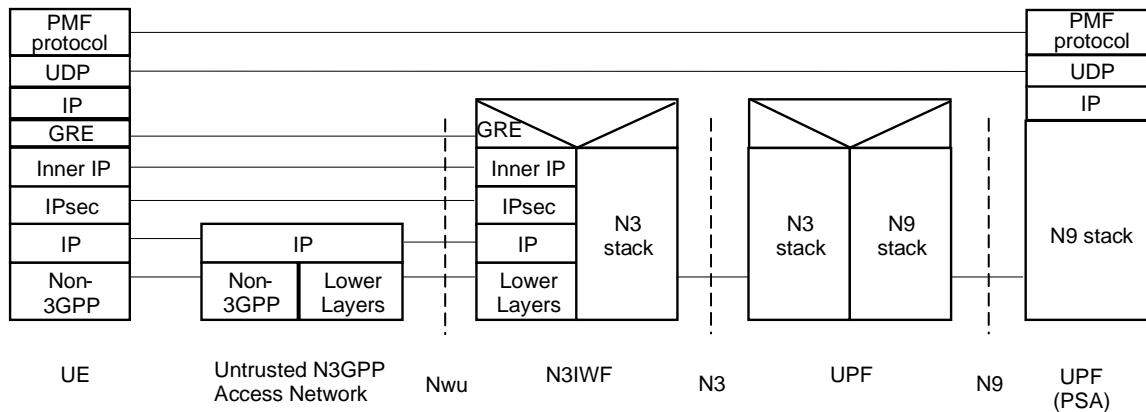 PMF
protocol
UDP
IP
GRE
Inner IP
IPsec
IP
Non-
3GPP
IP
Non-
3GPP
Lower
Layers
GRE
Inner IP
IPsec
IP
Lower
Layers
N3
stack
N3
stack
N9
stack
PMF
protocol
UDP
IP
N9 stack
UE
Untrusted N3GPP
Access Network
Nwu
N3IWF
N3
UPF
N9
UPF
(PSA)